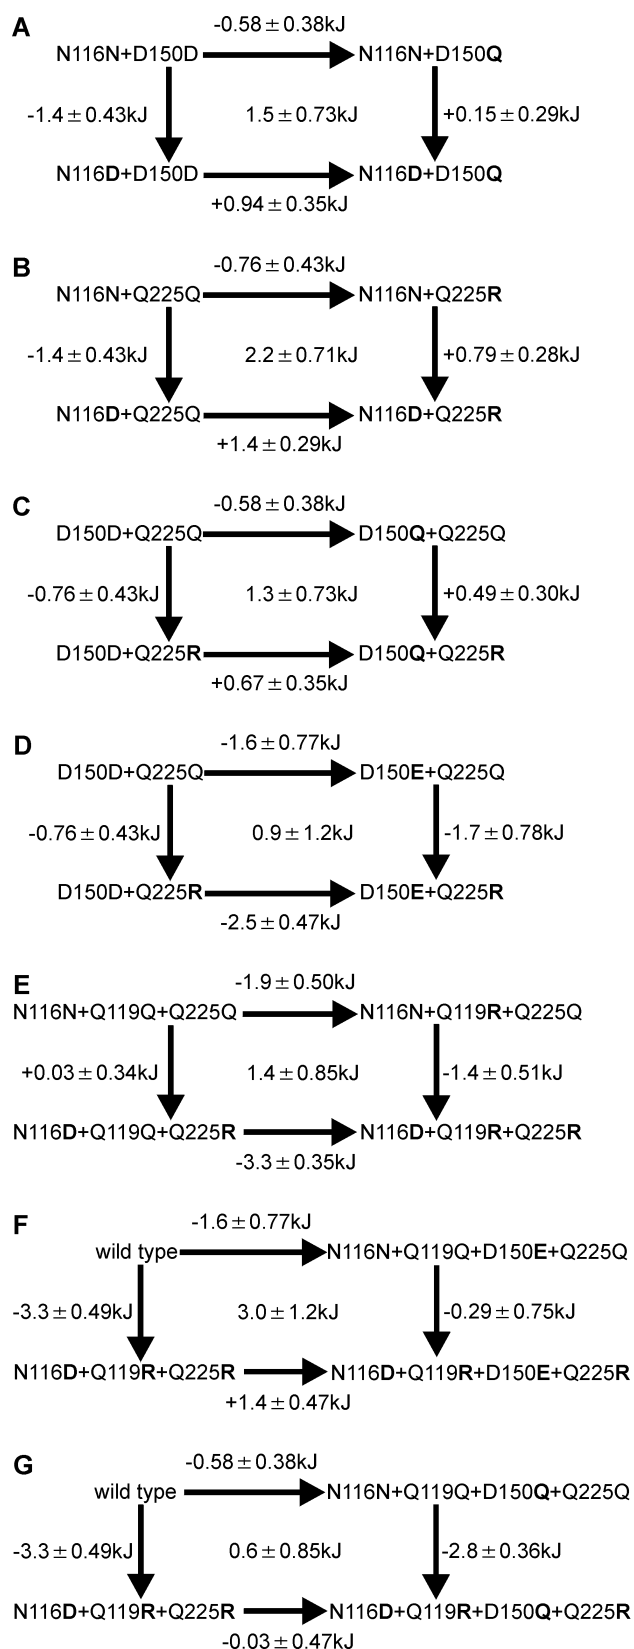 A
-0.58±0.38kJ
N116N+D150D N116N+D150Q
-1.4±0.43kJ 1.5±0.73kJ +0.15±0.29kJ
N116D+D150D N116D+D150Q
+0.94±0.35kJ
B
-0.76±0.43kJ
N116N+Q225Q N116N+Q225R
-1.4±0.43kJ 2.2±0.71kJ +0.79±0.28kJ
N116D+Q225Q N116D+Q225R
+1.4±0.29kJ
C
-0.58±0.38kJ
D150D+Q225Q D150Q+Q225Q
-0.76±0.43kJ 1.3±0.73kJ +0.49±0.30kJ
D150D+Q225R D150Q+Q225R
+0.67±0.35kJ
D
-1.6±0.77kJ
D150D+Q225Q D150E+Q225Q
-0.76±0.43kJ 0.9±1.2kJ -1.7±0.78kJ
D150D+Q225R D150E+Q225R
-2.5±0.47kJ
E
-1.9±0.50kJ
N116N+Q119Q+Q225Q N116N+Q119R+Q225Q
+0.03±0.34kJ 1.4±0.85kJ -1.4±0.51kJ
N116D+Q119Q+Q225R N116D+Q119R+Q225R
-3.3±0.35kJ
F
-1.6±0.77kJ
wild type N116N+Q119Q+D150E+Q225Q
-3.3±0.49kJ 3.0±1.2kJ -0.29±0.75kJ
N116D+Q119R+Q225R N116D+Q119R+D150E+Q225R
+1.4±0.47kJ
G
-0.58±0.38kJ
wild type N116N+Q119Q+D150Q+Q225Q
-3.3±0.49kJ 0.6±0.85kJ -2.8±0.36kJ
N116D+Q119R+Q225R N116D+Q119R+D150Q+Q225R
-0.03±0.47kJ